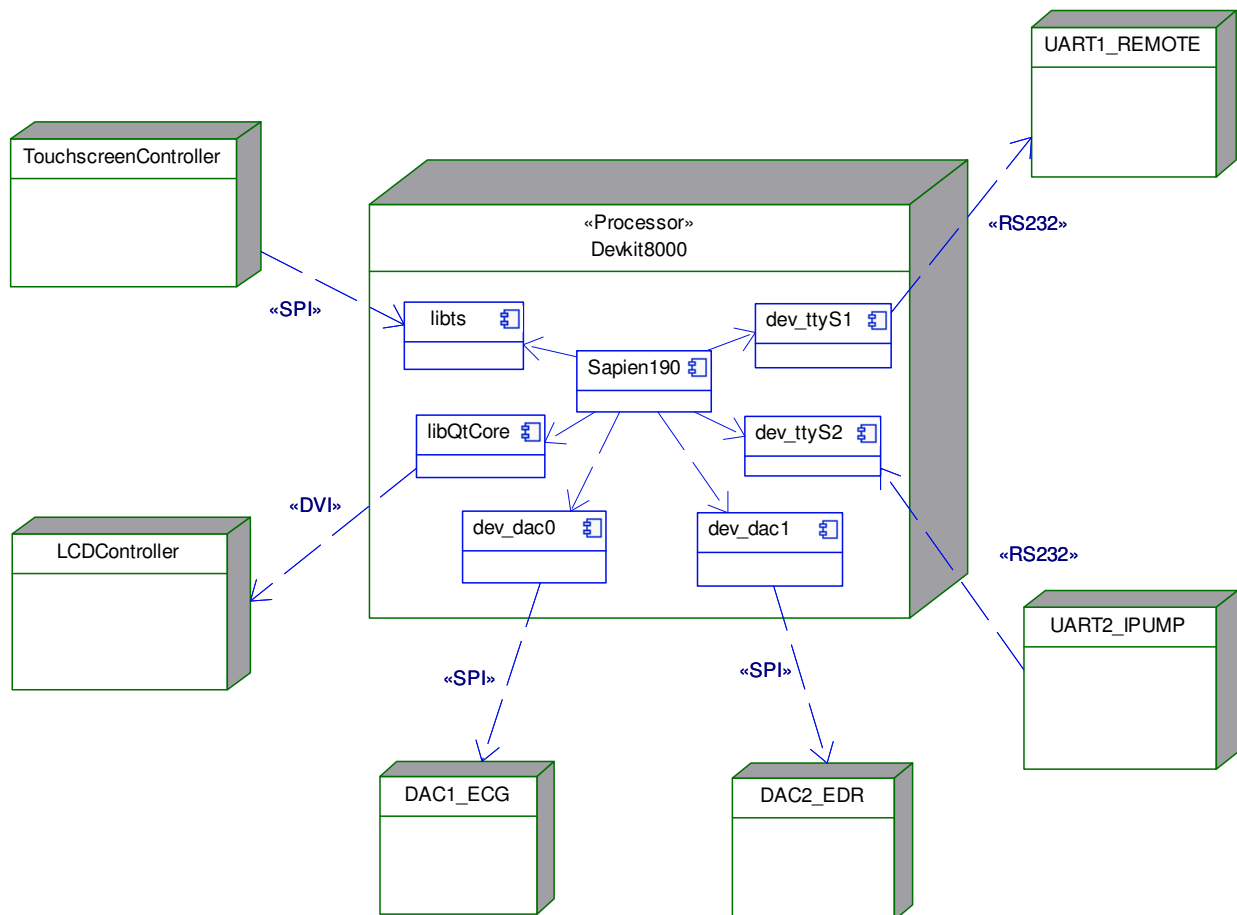 UART1_REMOTE
TouchscreenController
«Processor»
Devkit8000
«RS232»
«SPI»
libts
dev_ttyS1
Sapien190
libQtCore
dev_ttyS2
«DVI»
dev_dac0
dev_dac1
LCDController
«RS232»
UART2_IPUMP
«SPI»
«SPI»
DAC1_ECG
DAC2_EDR